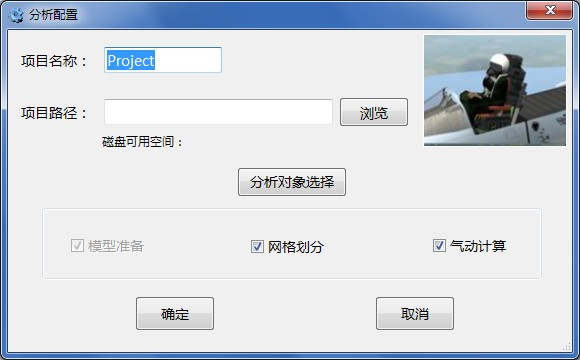 分析配置
项目名称： Project
项目路径： 浏览
磁盘可用空间：
分析对象选择
模型准备 网格划分 气动计算
确定 取消